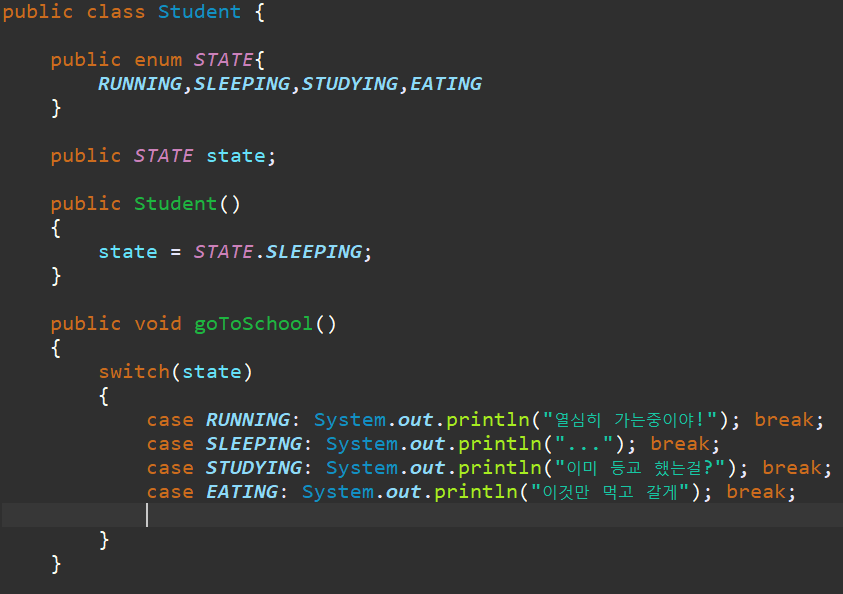 public class Student {
public enum STATE{
RUNNING,SLEEPING,STUDYING,EATING
}
public STATE state;
public Student()
{
state = STATE.SLEEPING;
}
public void goToSchool()
{
switch(state)
{
case RUNNING: System.out.println("열심히 가는중이야!"); break;
case SLEEPING: System.out.println("..."); break;
case STUDYING: System.out.println("이미 등교 했는걸?"); break;
case EATING: System.out.println("이것만 먹고 갈게"); break;
}
}